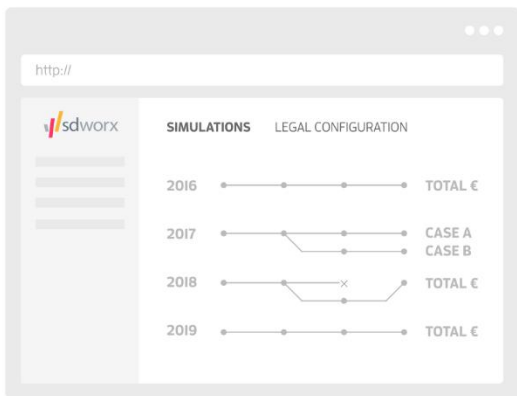 http://
sdworx
SIMULATIONS LEGAL CONFIGURATION
2016 TOTAL €
2017 CASE A
CASE B
2018 TOTAL €
2019 TOTAL €